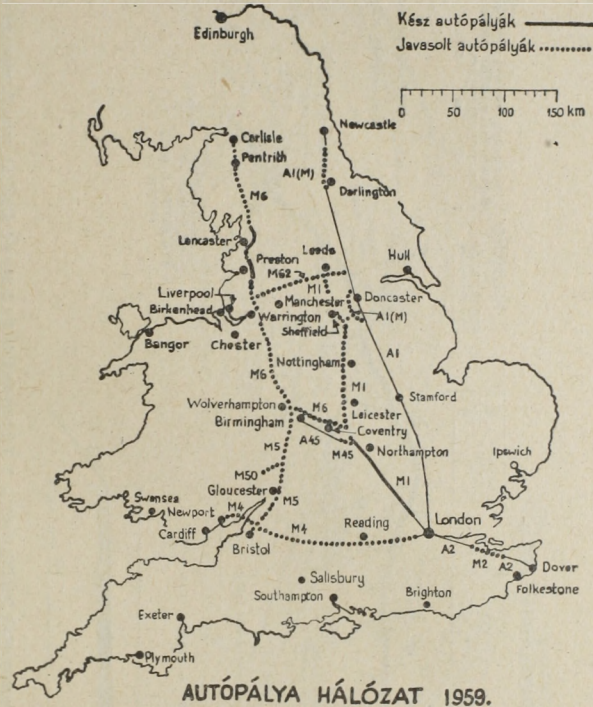 Kész autópályák
Javasolt autópályák
0 50 100 150 km
Edinburgh
Newcastle
Carlisle
Penrith
A1(M)
Darlington
M6
Lancaster
Preston
Leeds
Hull
M62
M1
Liverpool
Manchester
Doncaster
Birkenhead
Warrington
A1(M)
Sheffield
Bangor
Chester
A1
Nottingham
M6
M1
Stamford
Wolverhampton
M6
Leicester
Birmingham
Coventry
A45
M45
Northampton
M5
Ipswich
M50
M1
Gloucester
Swansea
M5
Newport
M4
Reading
London
Cardiff
M4
Bristol
A2
M2
A2
Dover
Folkestone
Salisbury
Southampton
Brighton
Exeter
Plymouth
AUTÓPÁLYA HÁLÓZAT 1959.